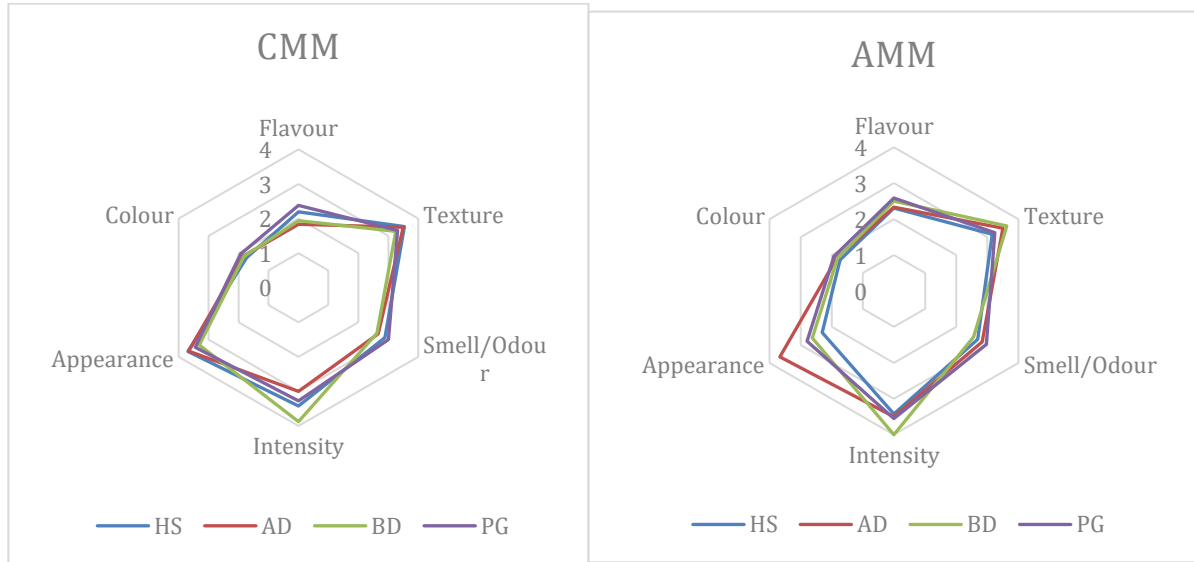 CMM
Flavour
4
3
2
1
0
Colour
Texture
Appearance
Smell/Odou
r
Intensity
HS AD BD PG
AMM
Flavour
4
3
2
1
0
Colour
Texture
Appearance
Smell/Odour
Intensity
HS AD BD PG